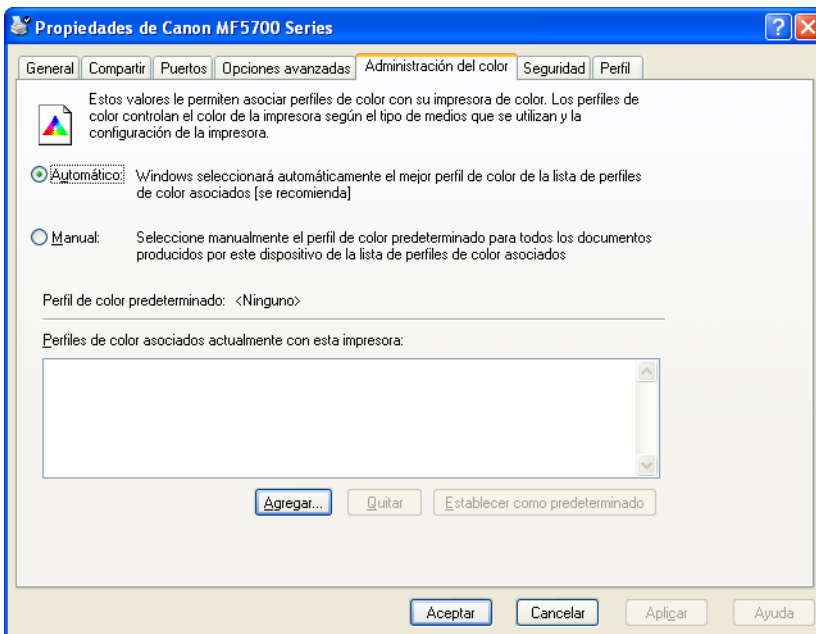 Propiedades de Canon MF5700 Series
General Compartir Puertos Opciones avanzadas Administración del color Seguridad Perfil
Estos valores le permiten asociar perfiles de color con su impresora de color. Los perfiles de
color controlan el color de la impresora según el tipo de medios que se utilizan y la
configuración de la impresora.
Automático: Windows seleccionará automáticamente el mejor perfil de color de la lista de perfiles
de color asociados [se recomienda]
Manual: Seleccione manualmente el perfil de color predeterminado para todos los documentos
producidos por este dispositivo de la lista de perfiles de color asociados
Perfil de color predeterminado: <Ninguno>
Perfiles de color asociados actualmente con esta impresora:
Agregar... Quitar Establecer como predeterminado
Aceptar Cancelar Aplicar Ayuda